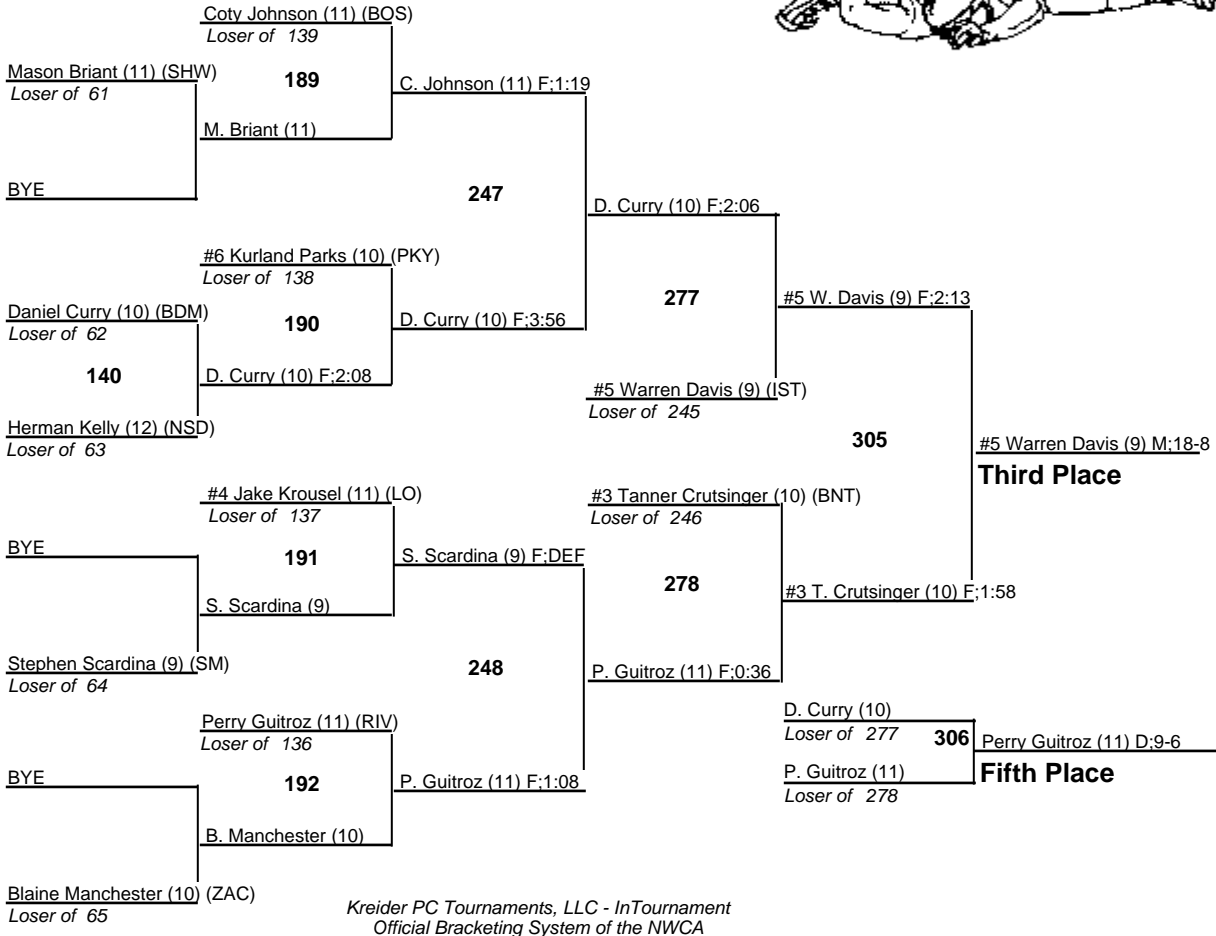 Coty Johnson (11) (BOS)
Loser of 139
Mason Briant (11) (SHW)
Loser of 61
189
C. Johnson (11) F;1:19
M. Briant (11)
BYE
247
D. Curry (10) F;2:06
#6 Kurland Parks (10) (PKY)
Loser of 138
Daniel Curry (10) (BDM)
Loser of 62
190
D. Curry (10) F;3:56
277
#5 W. Davis (9) F;2:13
140
D. Curry (10) F;2:08
#5 Warren Davis (9) (IST)
Loser of 245
Herman Kelly (12) (NSD)
Loser of 63
305
#5 Warren Davis (9) M;18-8
Third Place
#4 Jake Krousel (11) (LO)
Loser of 137
#3 Tanner Crutsinger (10) (BNT)
Loser of 246
BYE
191
S. Scardina (9) F;DEF
278
#3 T. Crutsinger (10) F;1:58
S. Scardina (9)
Stephen Scardina (9) (SM)
Loser of 64
248
P. Guitroz (11) F;0:36
Perry Guitroz (11) (RIV)
Loser of 136
D. Curry (10)
Loser of 277
306
Perry Guitroz (11) D;9-6
Fifth Place
P. Guitroz (11)
Loser of 278
BYE
192
P. Guitroz (11) F;1:08
B. Manchester (10)
Blaine Manchester (10) (ZAC)
Loser of 65
Kreider PC Tournaments, LLC - InTournament
Official Bracketing System of the NWCA